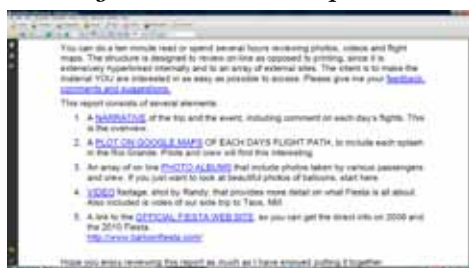 You can do a ten minute read or spend several hours reviewing photos, videos and flight
maps. The structure is designed to review on-line as opposed to printing, since it is
extensively hyperlinked internally and to an array of external sites. The intent is to make the
material YOU are interested in as easy as possible to access. Please give me your feedback,
comments and suggestions.
This report consists of several elements:
1. A NARRATIVE of the trip and the event, including comment on each day's flights. This
is the overview.
2. A PLOT ON GOOGLE MAPS OF EACH DAYS FLIGHT PATH, to include each splash
in the Rio Grande. Pilots and crew will find this interesting.
3. An array of on line PHOTO ALBUMS that include photos taken by various passengers
and crew. If you just want to look at beautiful photos of balloons, start here.
4. VIDEO footage, shot by Randy, that provides more detail on what Fiesta is all about.
Also included is video of our side trip to Taos, NM.
5. A link to the OFFICIAL FIESTA WEB SITE, so you can get the direct info on 2009 and
the 2010 Fiesta.
http://www.balloonfiesta.com/
Hope you enjoy reviewing this report as much as I have enjoyed putting it together